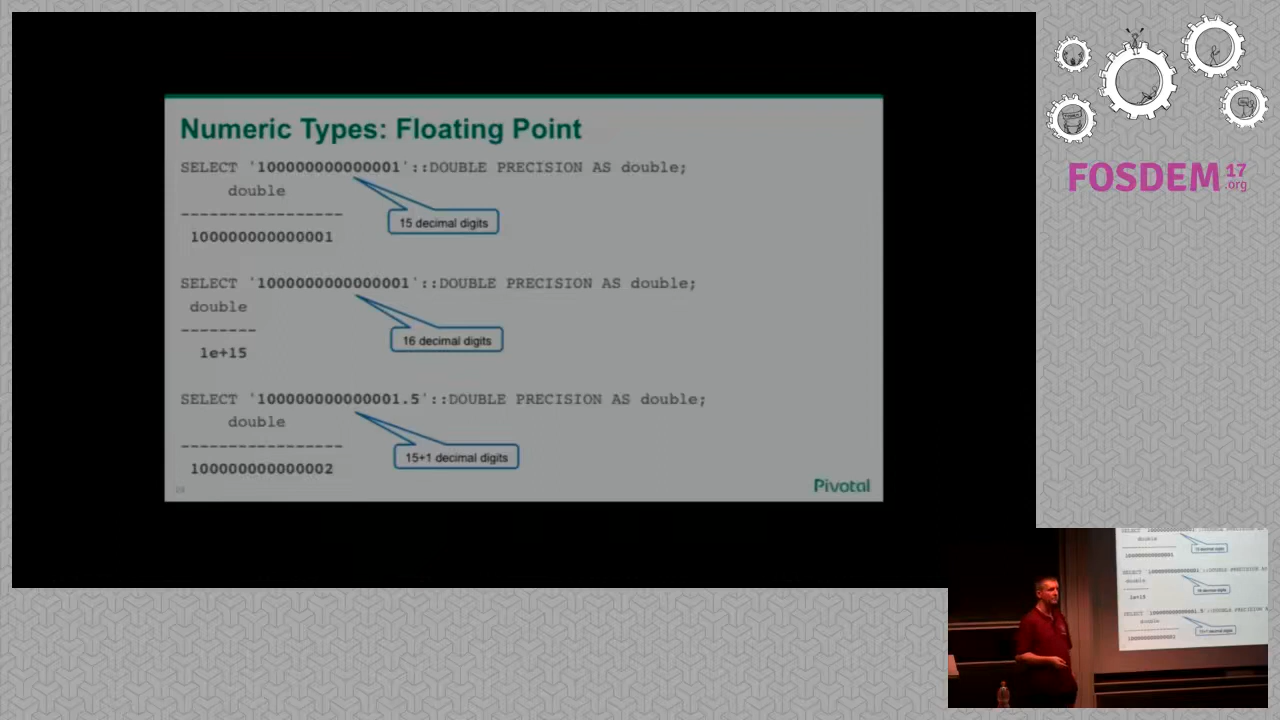 Numeric Types: Floating Point
SELECT '100000000000001'::DOUBLE PRECISION AS double;
double
-----------------
15 decimal digits
100000000000001
SELECT '1000000000000001'::DOUBLE PRECISION AS double;
double
--------
16 decimal digits
1e+15
SELECT '100000000000001.5'::DOUBLE PRECISION AS double;
double
-----------------
15+1 decimal digits
100000000000002
Pivotal
FOSDEM 17
.org